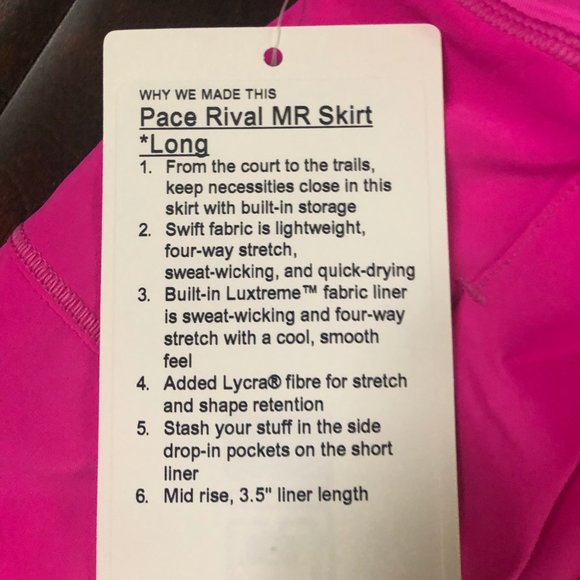 WHY WE MADE THIS
Pace Rival MR Skirt
*Long
1. From the court to the trails,
keep necessities close in this
skirt with built-in storage
2. Swift fabric is lightweight,
four-way stretch,
sweat-wicking, and quick-drying
3. Built-in Luxtreme™ fabric liner
is sweat-wicking and four-way
stretch with a cool, smooth
feel
4. Added Lycra® fibre for stretch
and shape retention
5. Stash your stuff in the side
drop-in pockets on the short
liner
6. Mid rise, 3.5" liner length